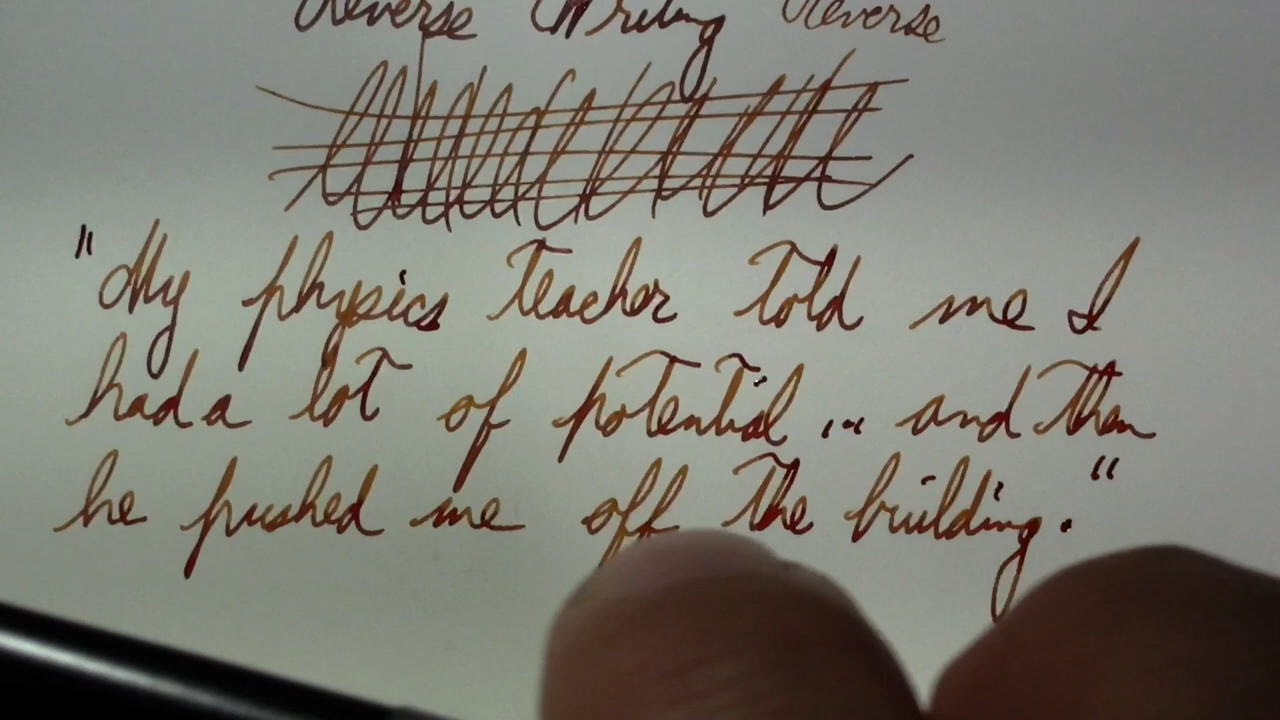 Reverse Writing Reverse
"My physics teacher told me I
had a lot of potential... and then
he pushed me off the building."